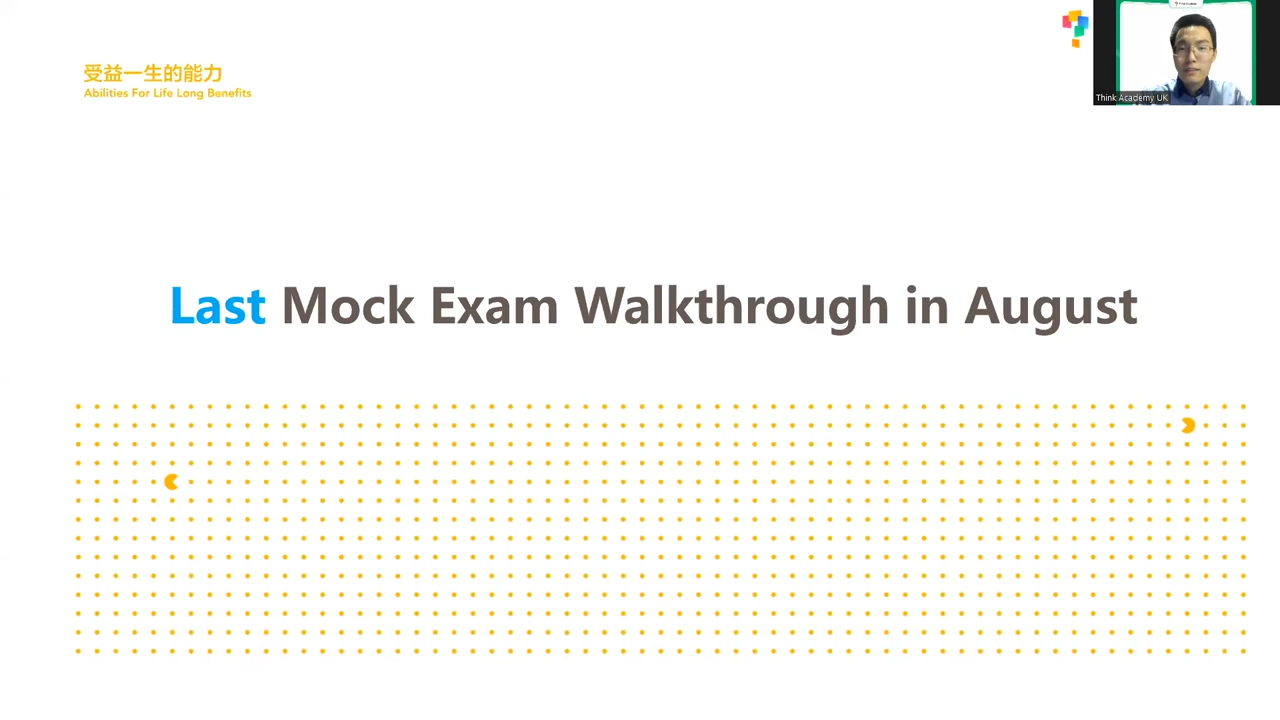 受益一生的能力
Abilities For Life Long Benefits
Think Academy UK
Last Mock Exam Walkthrough in August